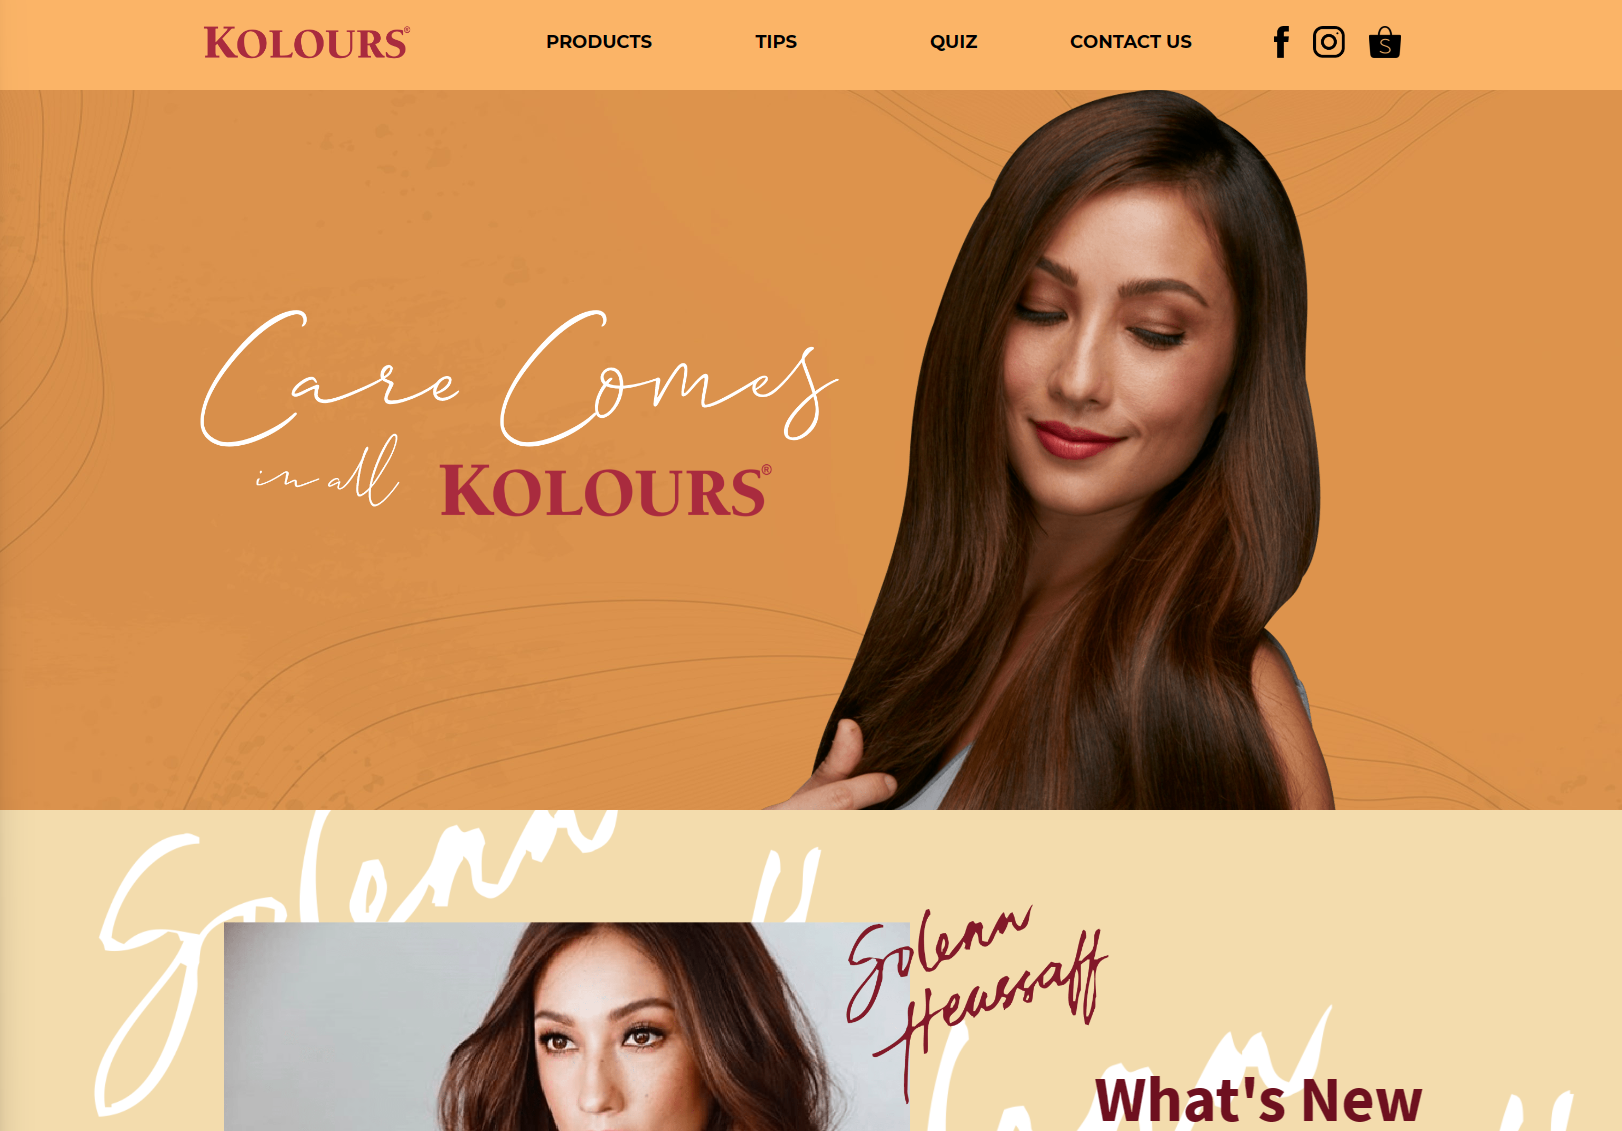 KOLOURS®
PRODUCTS
TIPS
QUIZ
CONTACT US
S
Care Comes
in all KOLOURS®
Solenn
Solenn
Heussaff
What's New